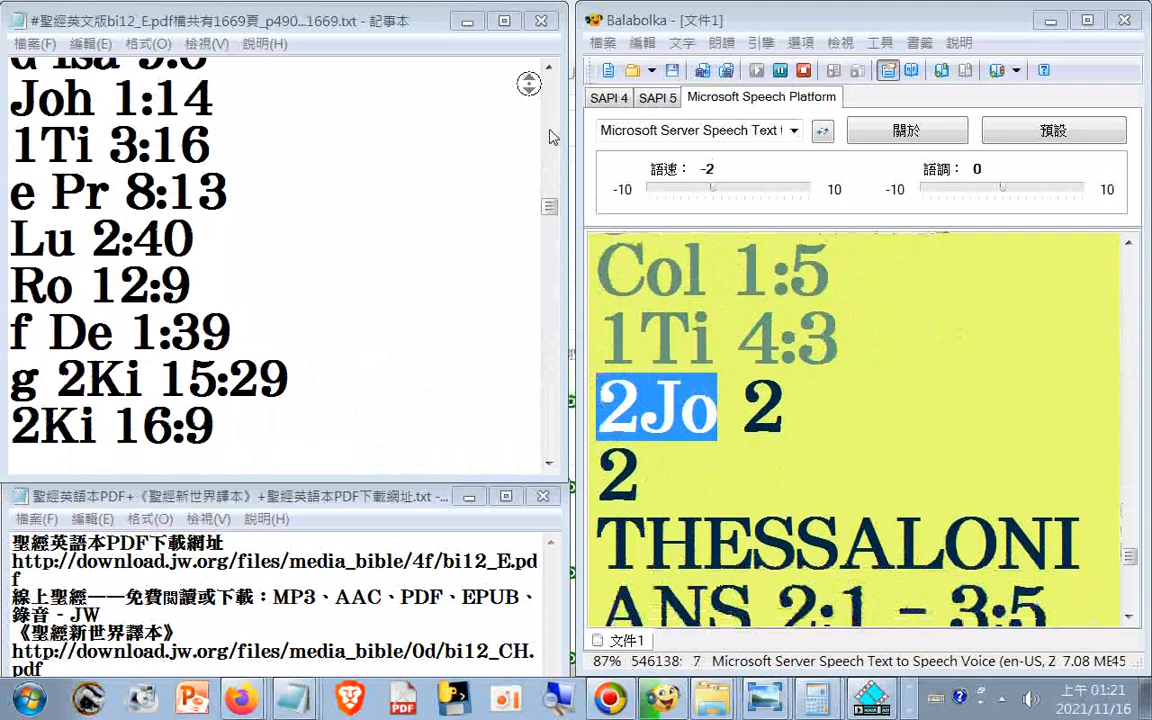 #聖經英文版bi12_E.pdf檔共有1669頁_p490...1669.txt - 記事本
檔案(F) 編輯(E) 格式(O) 檢視(V) 說明(H)
d Isa 9:6
Joh 1:14
1Ti 3:16
e Pr 8:13
Lu 2:40
Ro 12:9
f De 1:39
g 2Ki 15:29
2Ki 16:9
聖經英語本PDF+《聖經新世界譯本》+聖經英語本PDF下載網址.txt -...
檔案(F) 編輯(E) 格式(O) 檢視(V) 說明(H)
聖經英語本PDF下載網址
http://download.jw.org/files/media_bible/4f/bi12_E.pd
f
線上聖經——免費閱讀或下載：MP3、AAC、PDF、EPUB、
錄音 - JW
《聖經新世界譯本》
http://download.jw.org/files/media_bible/0d/bi12_CH.
pdf
Balabolka - [文件1]
檔案 編輯 文字 朗讀 引擎 選項 檢視 工具 書籤 說明
SAPI 4 SAPI 5 Microsoft Speech Platform
Microsoft Server Speech Text 關於 預設
語速： -2 語調： 0
-10 10 -10 10
Col 1:5
1Ti 4:3
2Jo 2
2
THESSALONI
ANS 2:1 – 3:5
文件1
87% 546138: 7 Microsoft Server Speech Text to Speech Voice (en-US, Z 7.08 ME45
上午 01:21
2021/11/16